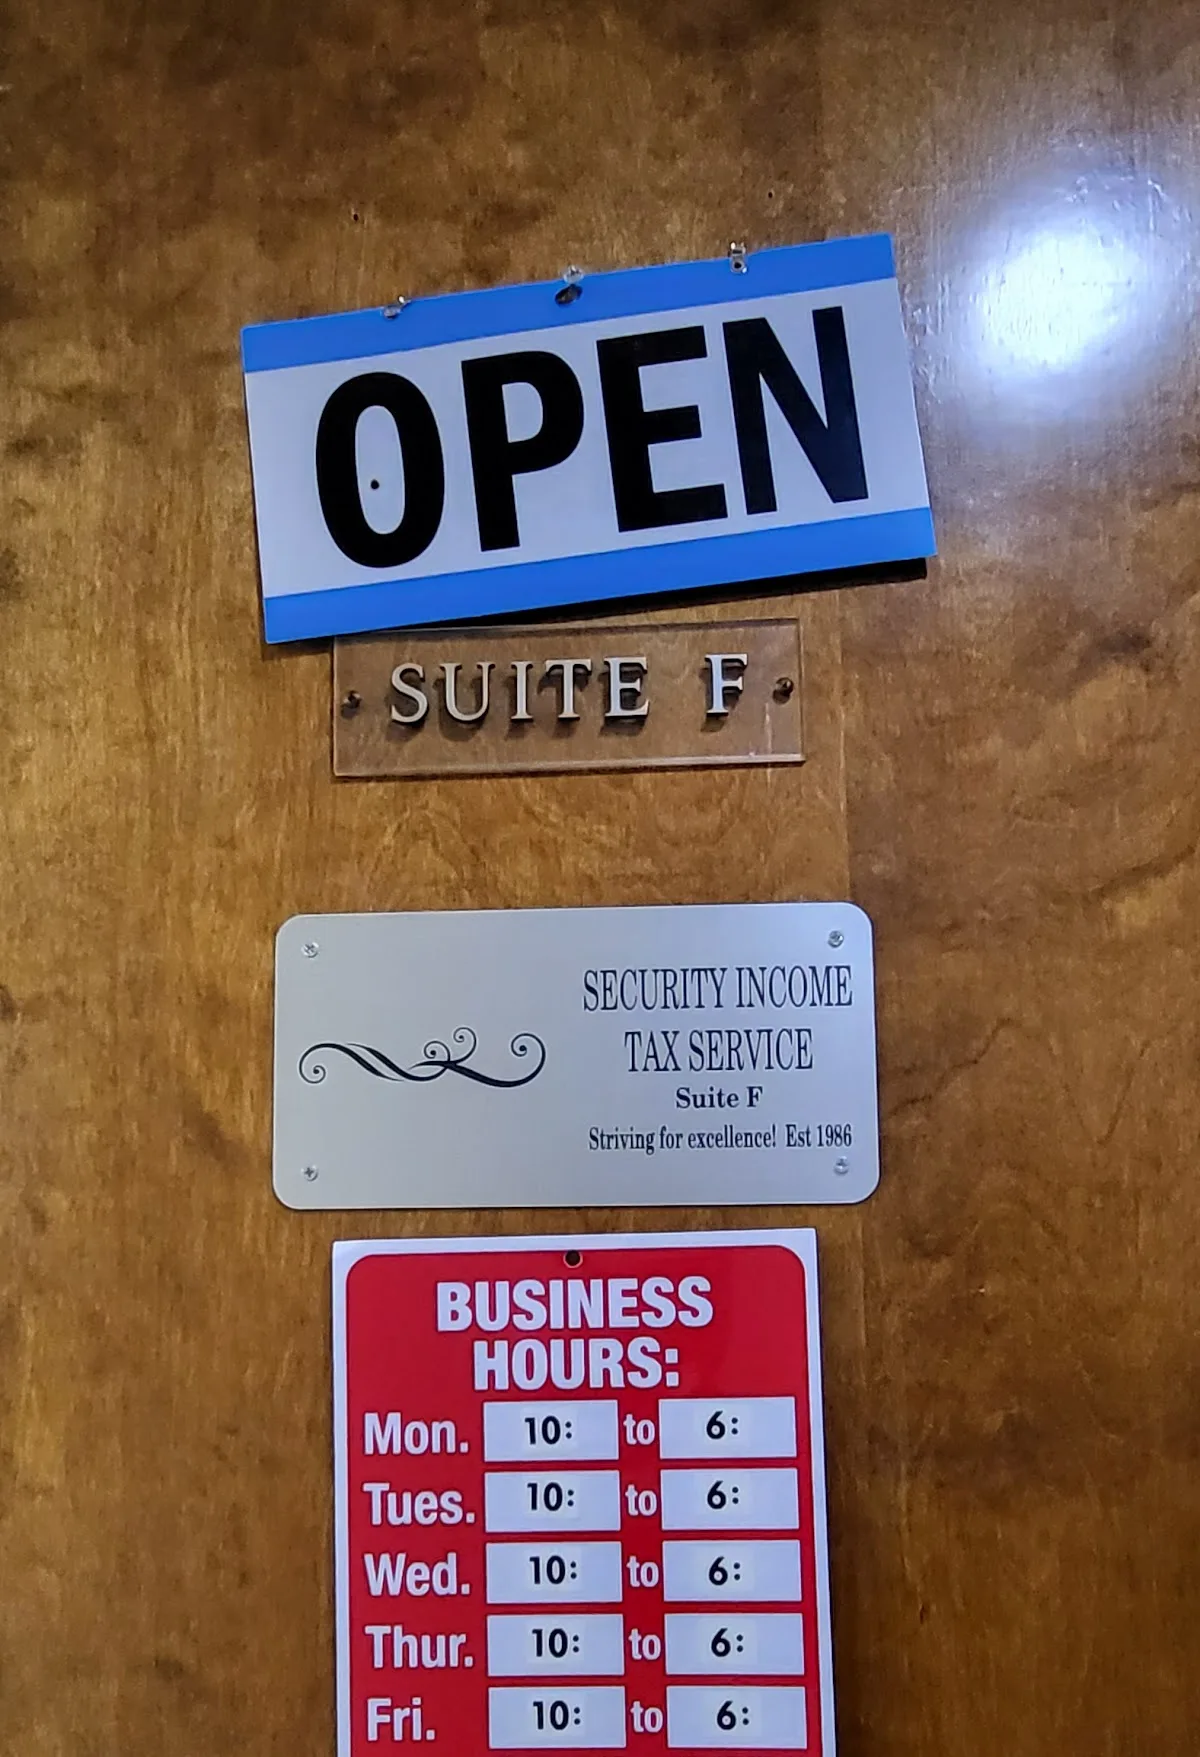 OPEN
SUITE F
SECURITY INCOME
TAX SERVICE
Suite F
Striving for excellence! Est 1986
BUSINESS
HOURS:
Mon. 10: to 6:
Tues. 10: to 6:
Wed. 10: to 6:
Thur. 10: to 6:
Fri. 10: to 6: